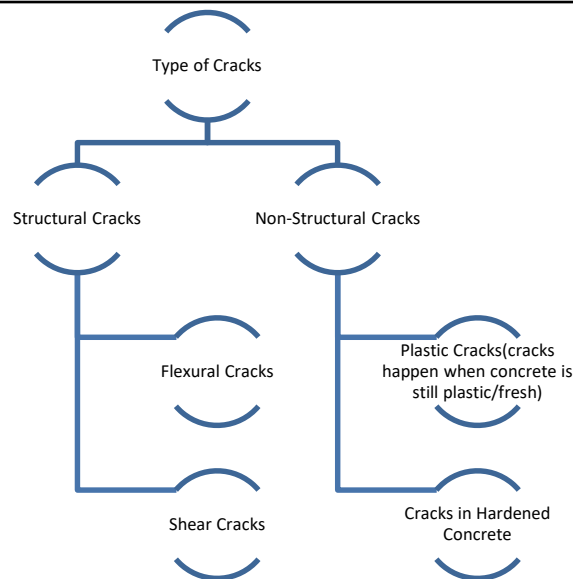 Type of Cracks
Structural Cracks
Non-Structural Cracks
Flexural Cracks
Plastic Cracks(cracks
happen when concrete is
still plastic/fresh)
Shear Cracks
Cracks in Hardened
Concrete